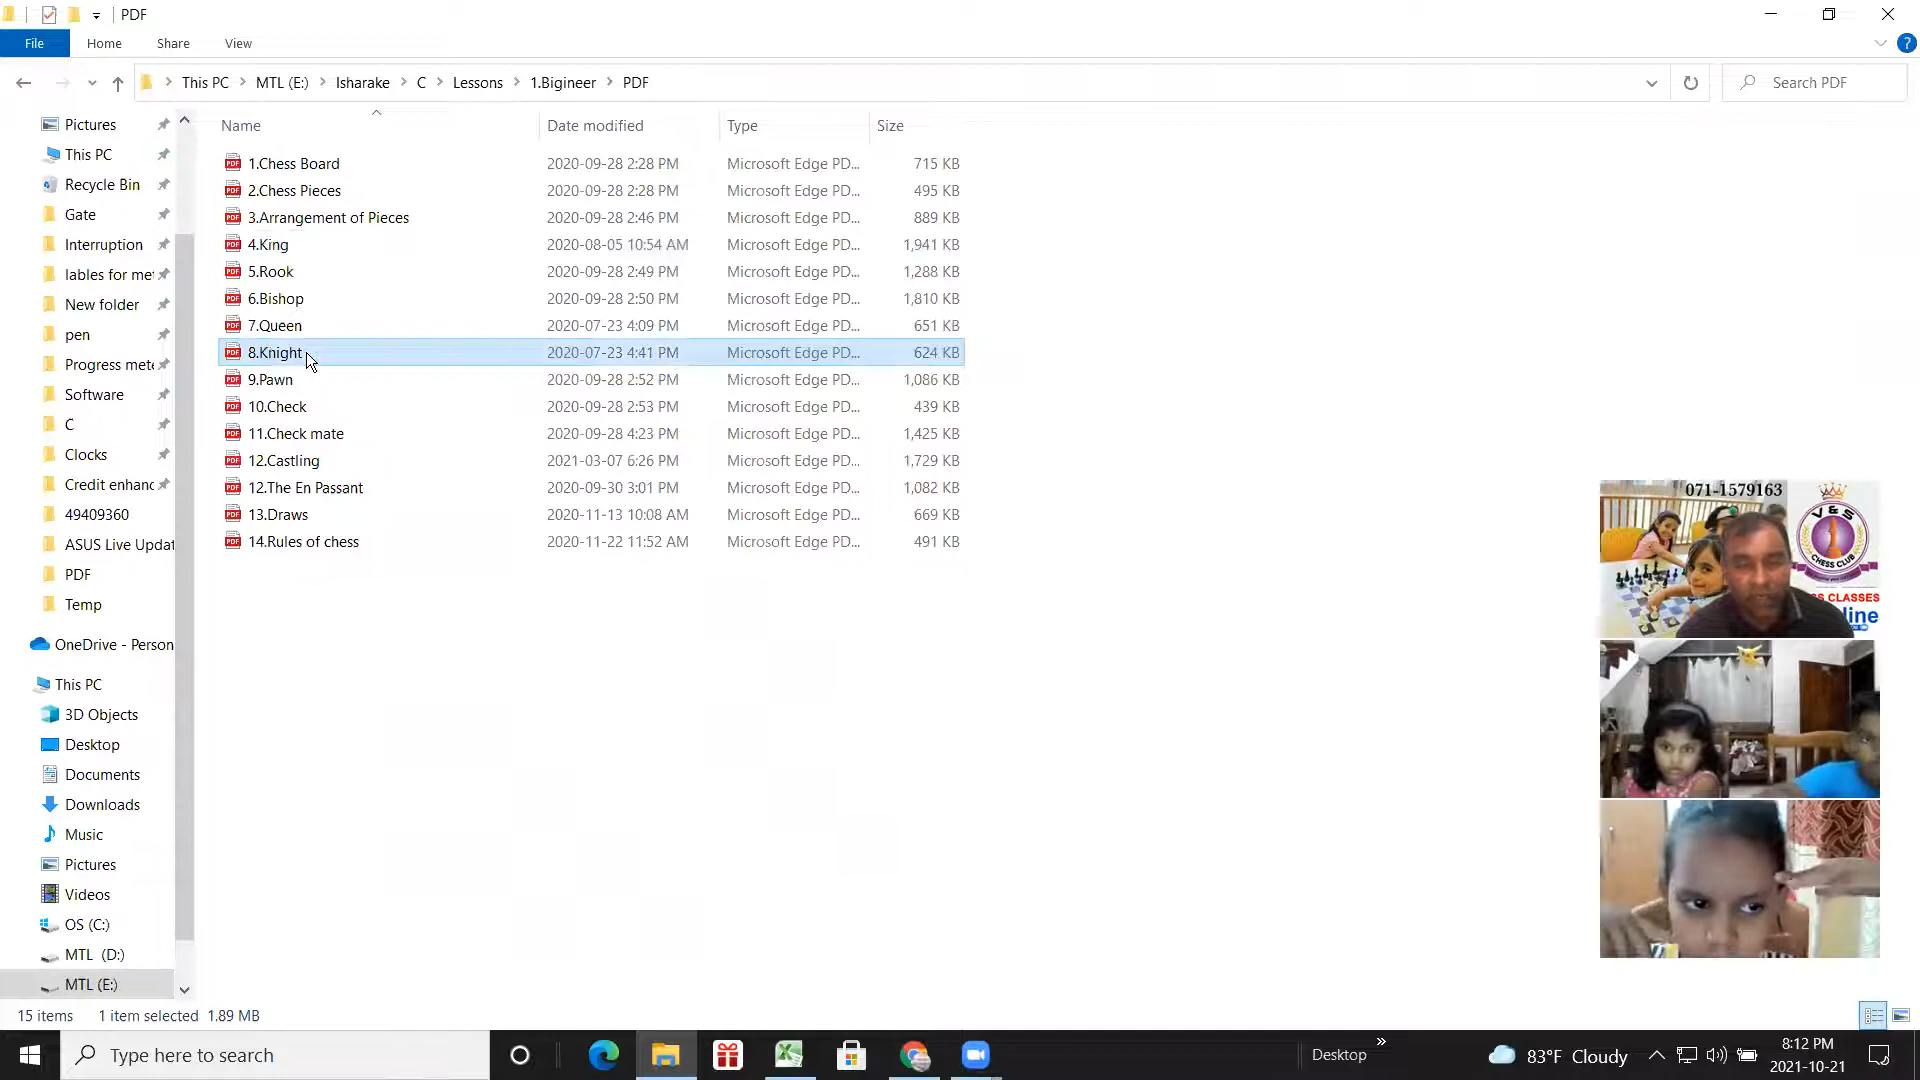 PDF
File Home Share View
This PC MTL (E:) Isharake C Lessons 1.Bigineer PDF Search PDF
Name Date modified Type Size
1.Chess Board 2020-09-28 2:28 PM Microsoft Edge PD... 715 KB
2.Chess Pieces 2020-09-28 2:28 PM Microsoft Edge PD... 495 KB
3.Arrangement of Pieces 2020-09-28 2:46 PM Microsoft Edge PD... 889 KB
4.King 2020-08-05 10:54 AM Microsoft Edge PD... 1,941 KB
5.Rook 2020-09-28 2:49 PM Microsoft Edge PD... 1,288 KB
6.Bishop 2020-09-28 2:50 PM Microsoft Edge PD... 1,810 KB
7.Queen 2020-07-23 4:09 PM Microsoft Edge PD... 651 KB
8.Knight 2020-07-23 4:41 PM Microsoft Edge PD... 624 KB
9.Pawn 2020-09-28 2:52 PM Microsoft Edge PD... 1,086 KB
10.Check 2020-09-28 2:53 PM Microsoft Edge PD... 439 KB
11.Check mate 2020-09-28 4:23 PM Microsoft Edge PD... 1,425 KB
12.Castling 2021-03-07 6:26 PM Microsoft Edge PD... 1,729 KB
12.The En Passant 2020-09-30 3:01 PM Microsoft Edge PD... 1,082 KB
13.Draws 2020-11-13 10:08 AM Microsoft Edge PD... 669 KB
14.Rules of chess 2020-11-22 11:52 AM Microsoft Edge PD... 491 KB
Pictures
This PC
Recycle Bin
Gate
Interruption
lables for met
New folder
pen
Progress mete
Software
C
Clocks
Credit enhanc
49409360
ASUS Live Updat
PDF
Temp
OneDrive - Person
This PC
3D Objects
Desktop
Documents
Downloads
Music
Pictures
Videos
OS (C:)
MTL (D:)
MTL (E:)
071-1579163
V & S
CHESS CLUB
S CLASSES
line
15 items 1 item selected 1.89 MB
Type here to search
Desktop
83°F Cloudy
8:12 PM
2021-10-21